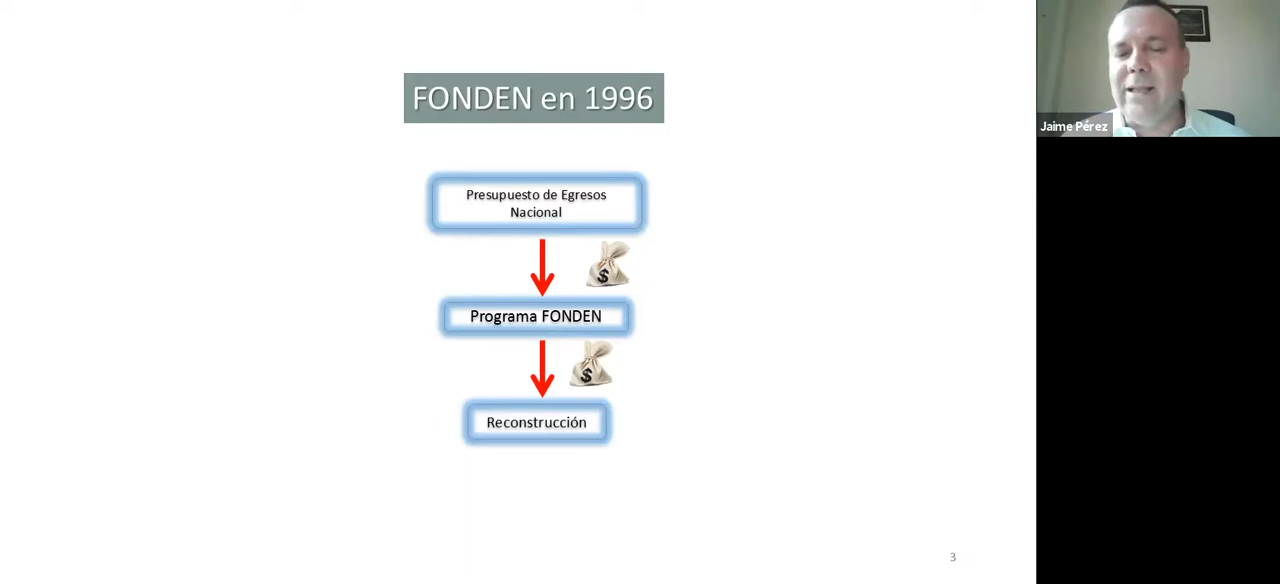 FONDEN en 1996
Presupuesto de Egresos
Nacional
$
Programa FONDEN
$
Reconstrucción
3
Jaime Pérez